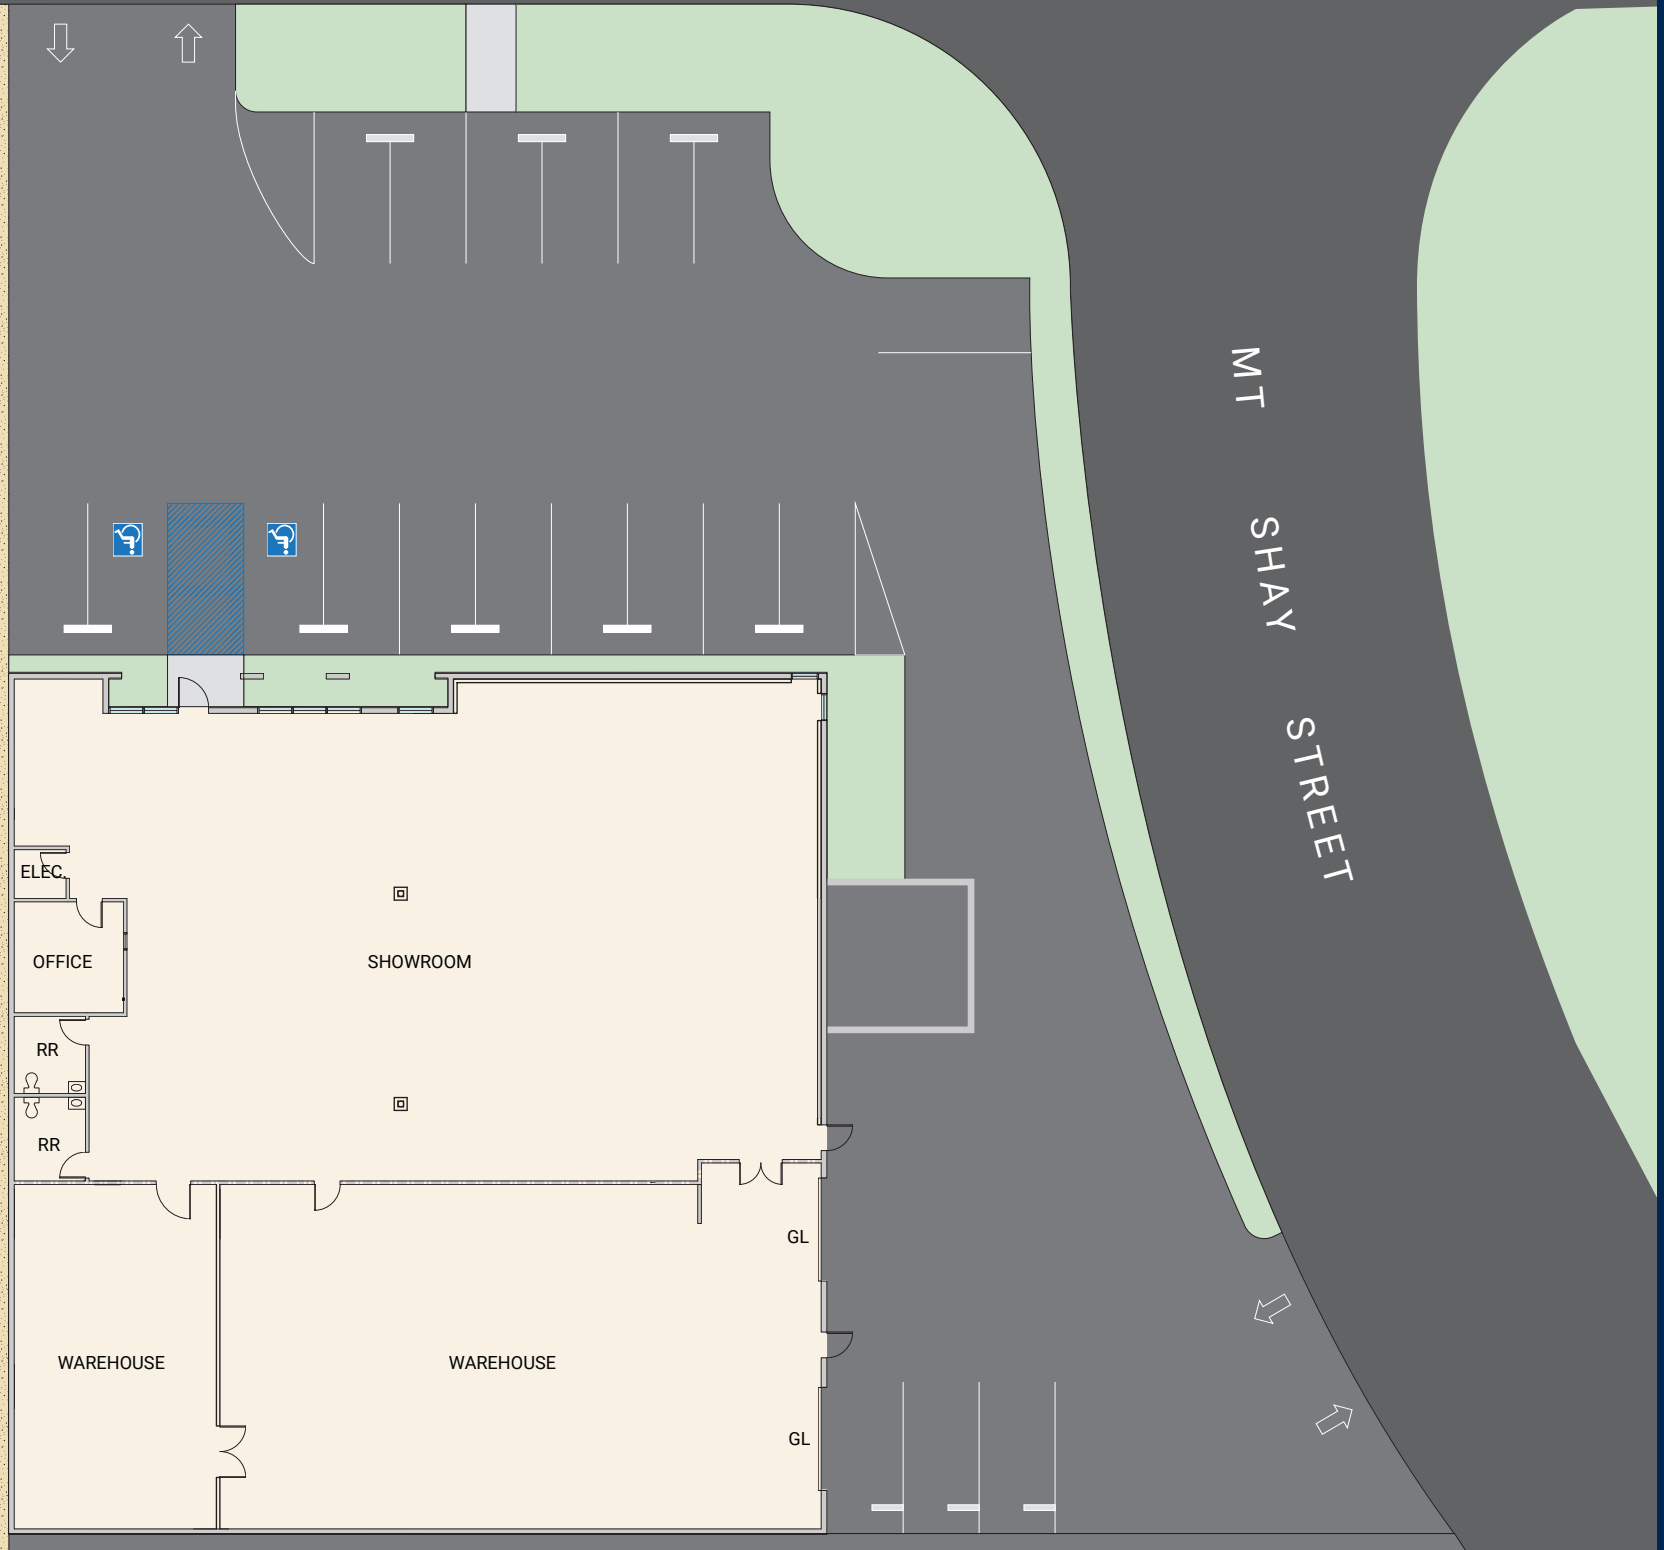 MT SHAY STREET
ELEC.
OFFICE
SHOWROOM
RR
RR
GL
WAREHOUSE
WAREHOUSE
GL